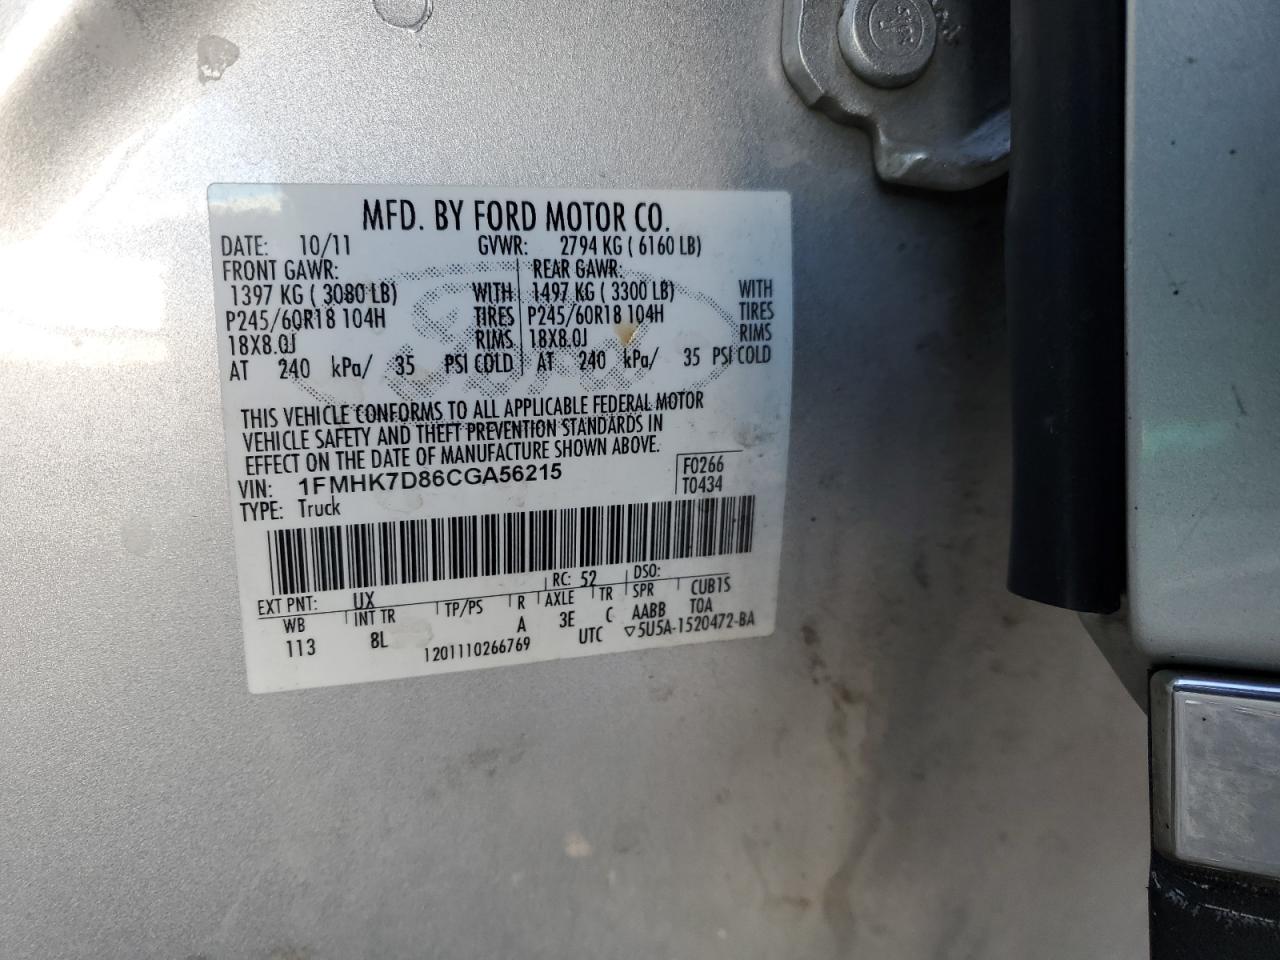 MFD. BY FORD MOTOR CO.
DATE: 10/11 GVWR: 2794 KG ( 6160 LB)
FRONT GAWR: REAR GAWR:
1397 KG ( 3080 LB) WITH 1497 KG ( 3300 LB) WITH
P245/60R18 104H TIRES P245/60R18 104H TIRES
18X8.0J RIMS 18X8.0J RIMS
AT 240 kPa/ 35 PSI COLD AT 240 kPa/ 35 PSI COLD
THIS VEHICLE CONFORMS TO ALL APPLICABLE FEDERAL MOTOR
VEHICLE SAFETY AND THEFT PREVENTION STANDARDS IN
EFFECT ON THE DATE OF MANUFACTURE SHOWN ABOVE.
VIN: 1FMHK7D86CGA56215 F0266
TYPE: Truck T0434
EXT PNT: UX RC: 52 DSO:
WB INT TR TP/PS R AXLE TR SPR CUB1S
113 8L A 3E C AABB TOA
1201110266769 UTC ▽5U5A-1520472-BA